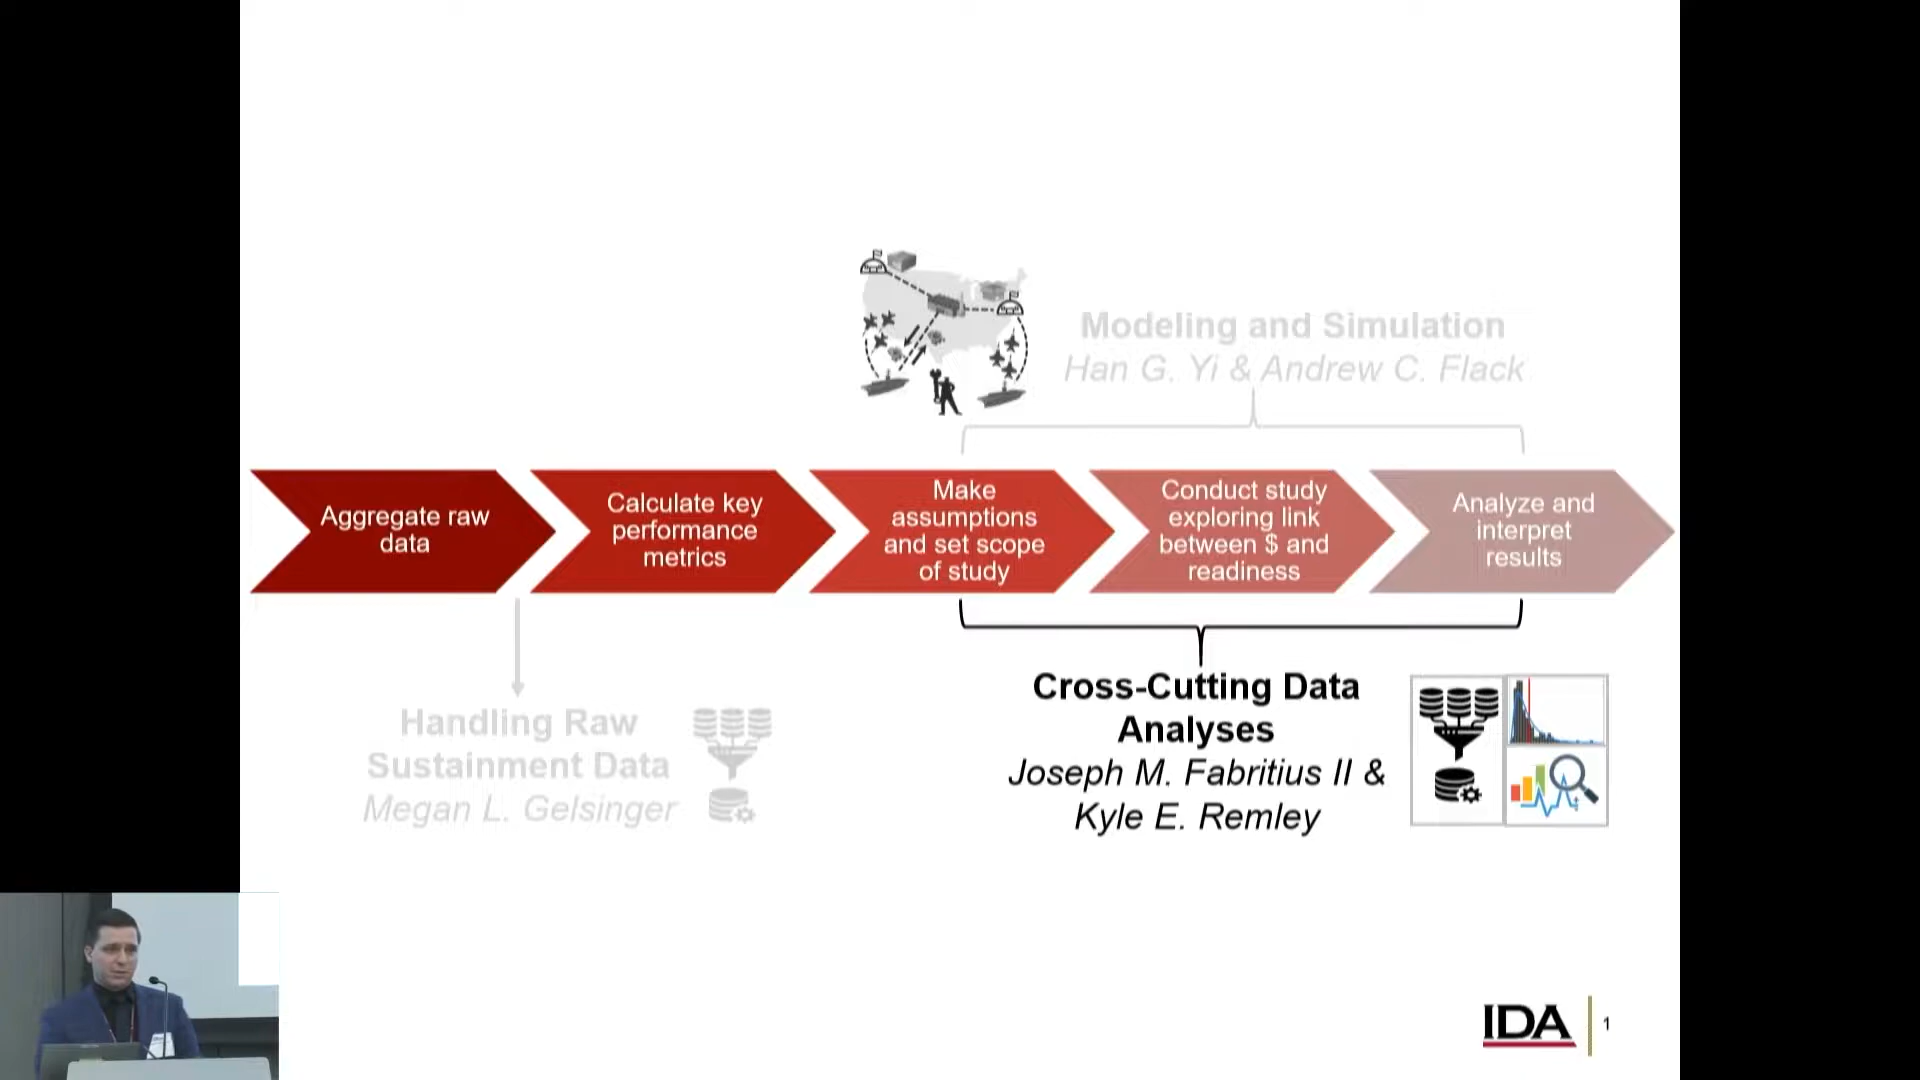 Modeling and Simulation
Han G. Yi & Andrew C. Flack
Aggregate raw
data
Calculate key
performance
metrics
Make
assumptions
and set scope
of study
Conduct study
exploring link
between $ and
readiness
Analyze and
interpret
results
Handling Raw
Sustainment Data
Megan L. Gelsinger
Cross-Cutting Data
Analyses
Joseph M. Fabritius II &
Kyle E. Remley
IDA
1